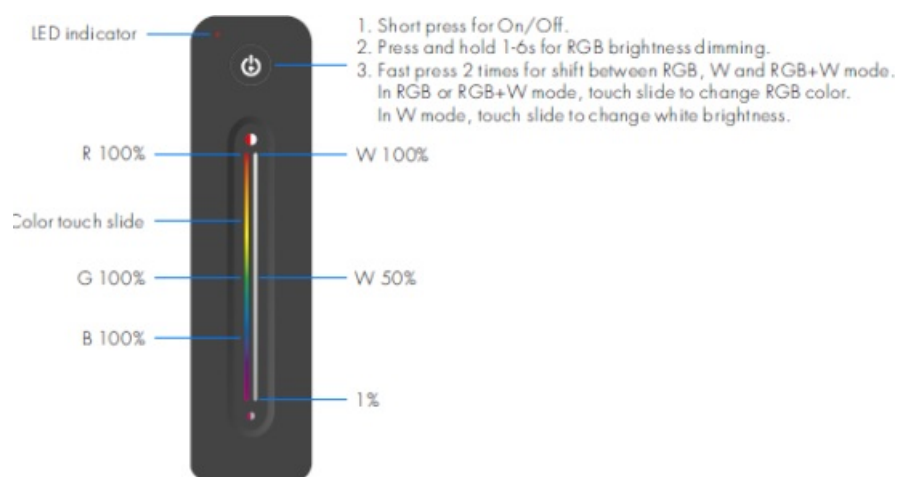 LED indicator
1. Short press for On/Off.
2. Press and hold 1-6s for RGB brightness dimming.
3. Fast press 2 times for shift between RGB, W and RGB+W mode.
In RGB or RGB+W mode, touch slide to change RGB color.
In W mode, touch slide to change white brightness.
R 100%
W 100%
Color touch slide
G 100%
W 50%
B 100%
1%